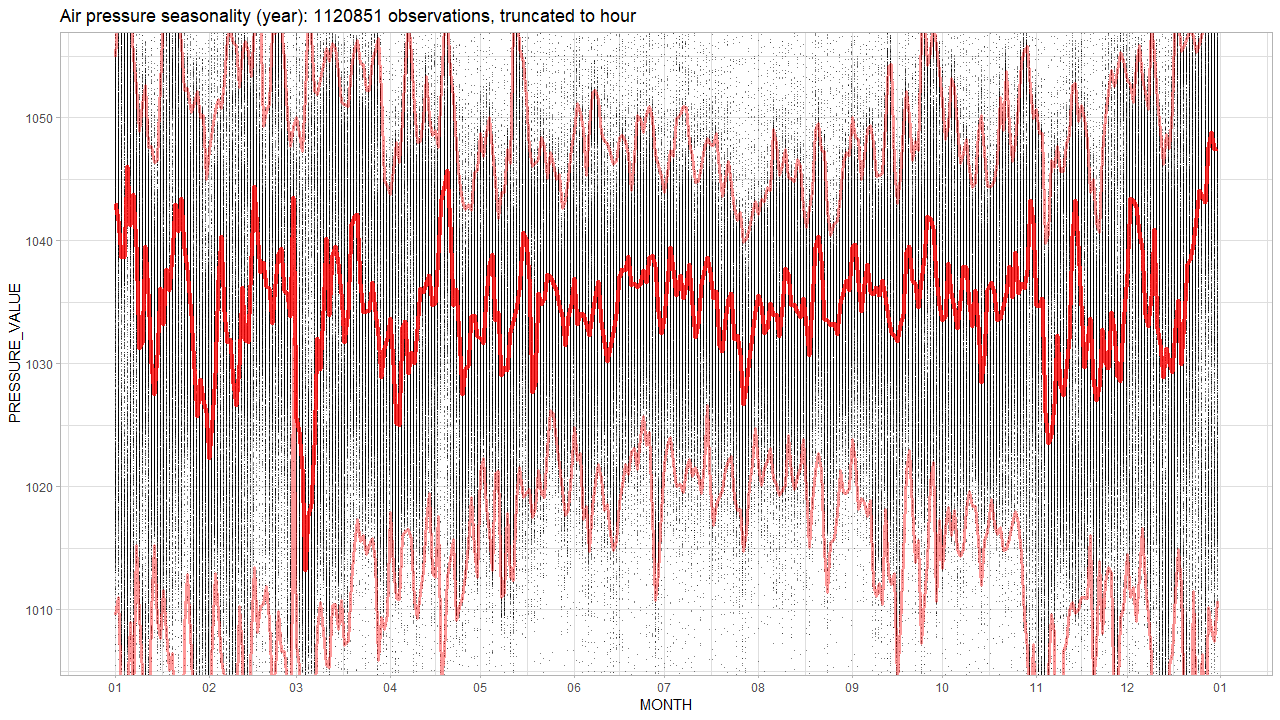 Air pressure seasonality (year): 1120851 observations, truncated to hour
PRESSURE_VALUE
1050
1040
1030
1020
1010
01 02 03 04 05 06 07 08 09 10 11 12 01
MONTH